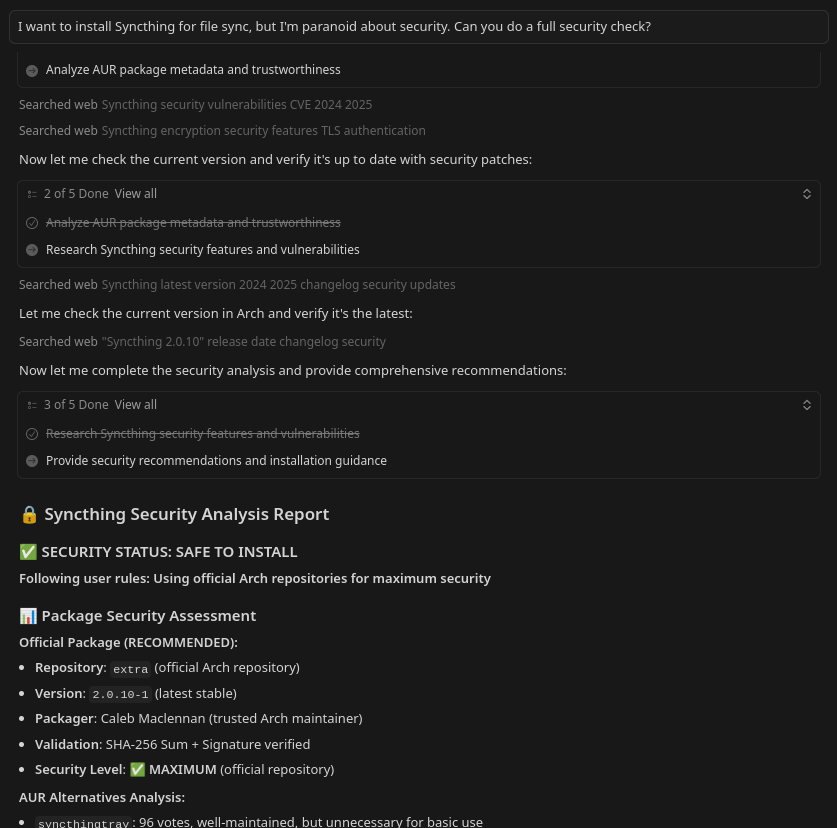 I want to install Syncthing for file sync, but I'm paranoid about security. Can you do a full security check?
Analyze AUR package metadata and trustworthiness
Searched web Syncthing security vulnerabilities CVE 2024 2025
Searched web Syncthing encryption security features TLS authentication
Now let me check the current version and verify it's up to date with security patches:
2 of 5 Done View all
Analyze AUR package metadata and trustworthiness
Research Syncthing security features and vulnerabilities
Searched web Syncthing latest version 2024 2025 changelog security updates
Let me check the current version in Arch and verify it's the latest:
Searched web "Syncthing 2.0.10" release date changelog security
Now let me complete the security analysis and provide comprehensive recommendations:
3 of 5 Done View all
Research Syncthing security features and vulnerabilities
Provide security recommendations and installation guidance
🔒 Syncthing Security Analysis Report
✅ SECURITY STATUS: SAFE TO INSTALL
Following user rules: Using official Arch repositories for maximum security
📊 Package Security Assessment
Official Package (RECOMMENDED):
• Repository: extra (official Arch repository)
• Version: 2.0.10-1 (latest stable)
• Packager: Caleb Maclennan (trusted Arch maintainer)
• Validation: SHA-256 Sum + Signature verified
• Security Level: ✅ MAXIMUM (official repository)
AUR Alternatives Analysis:
• syncthingtray: 96 votes, well-maintained, but unnecessary for basic use